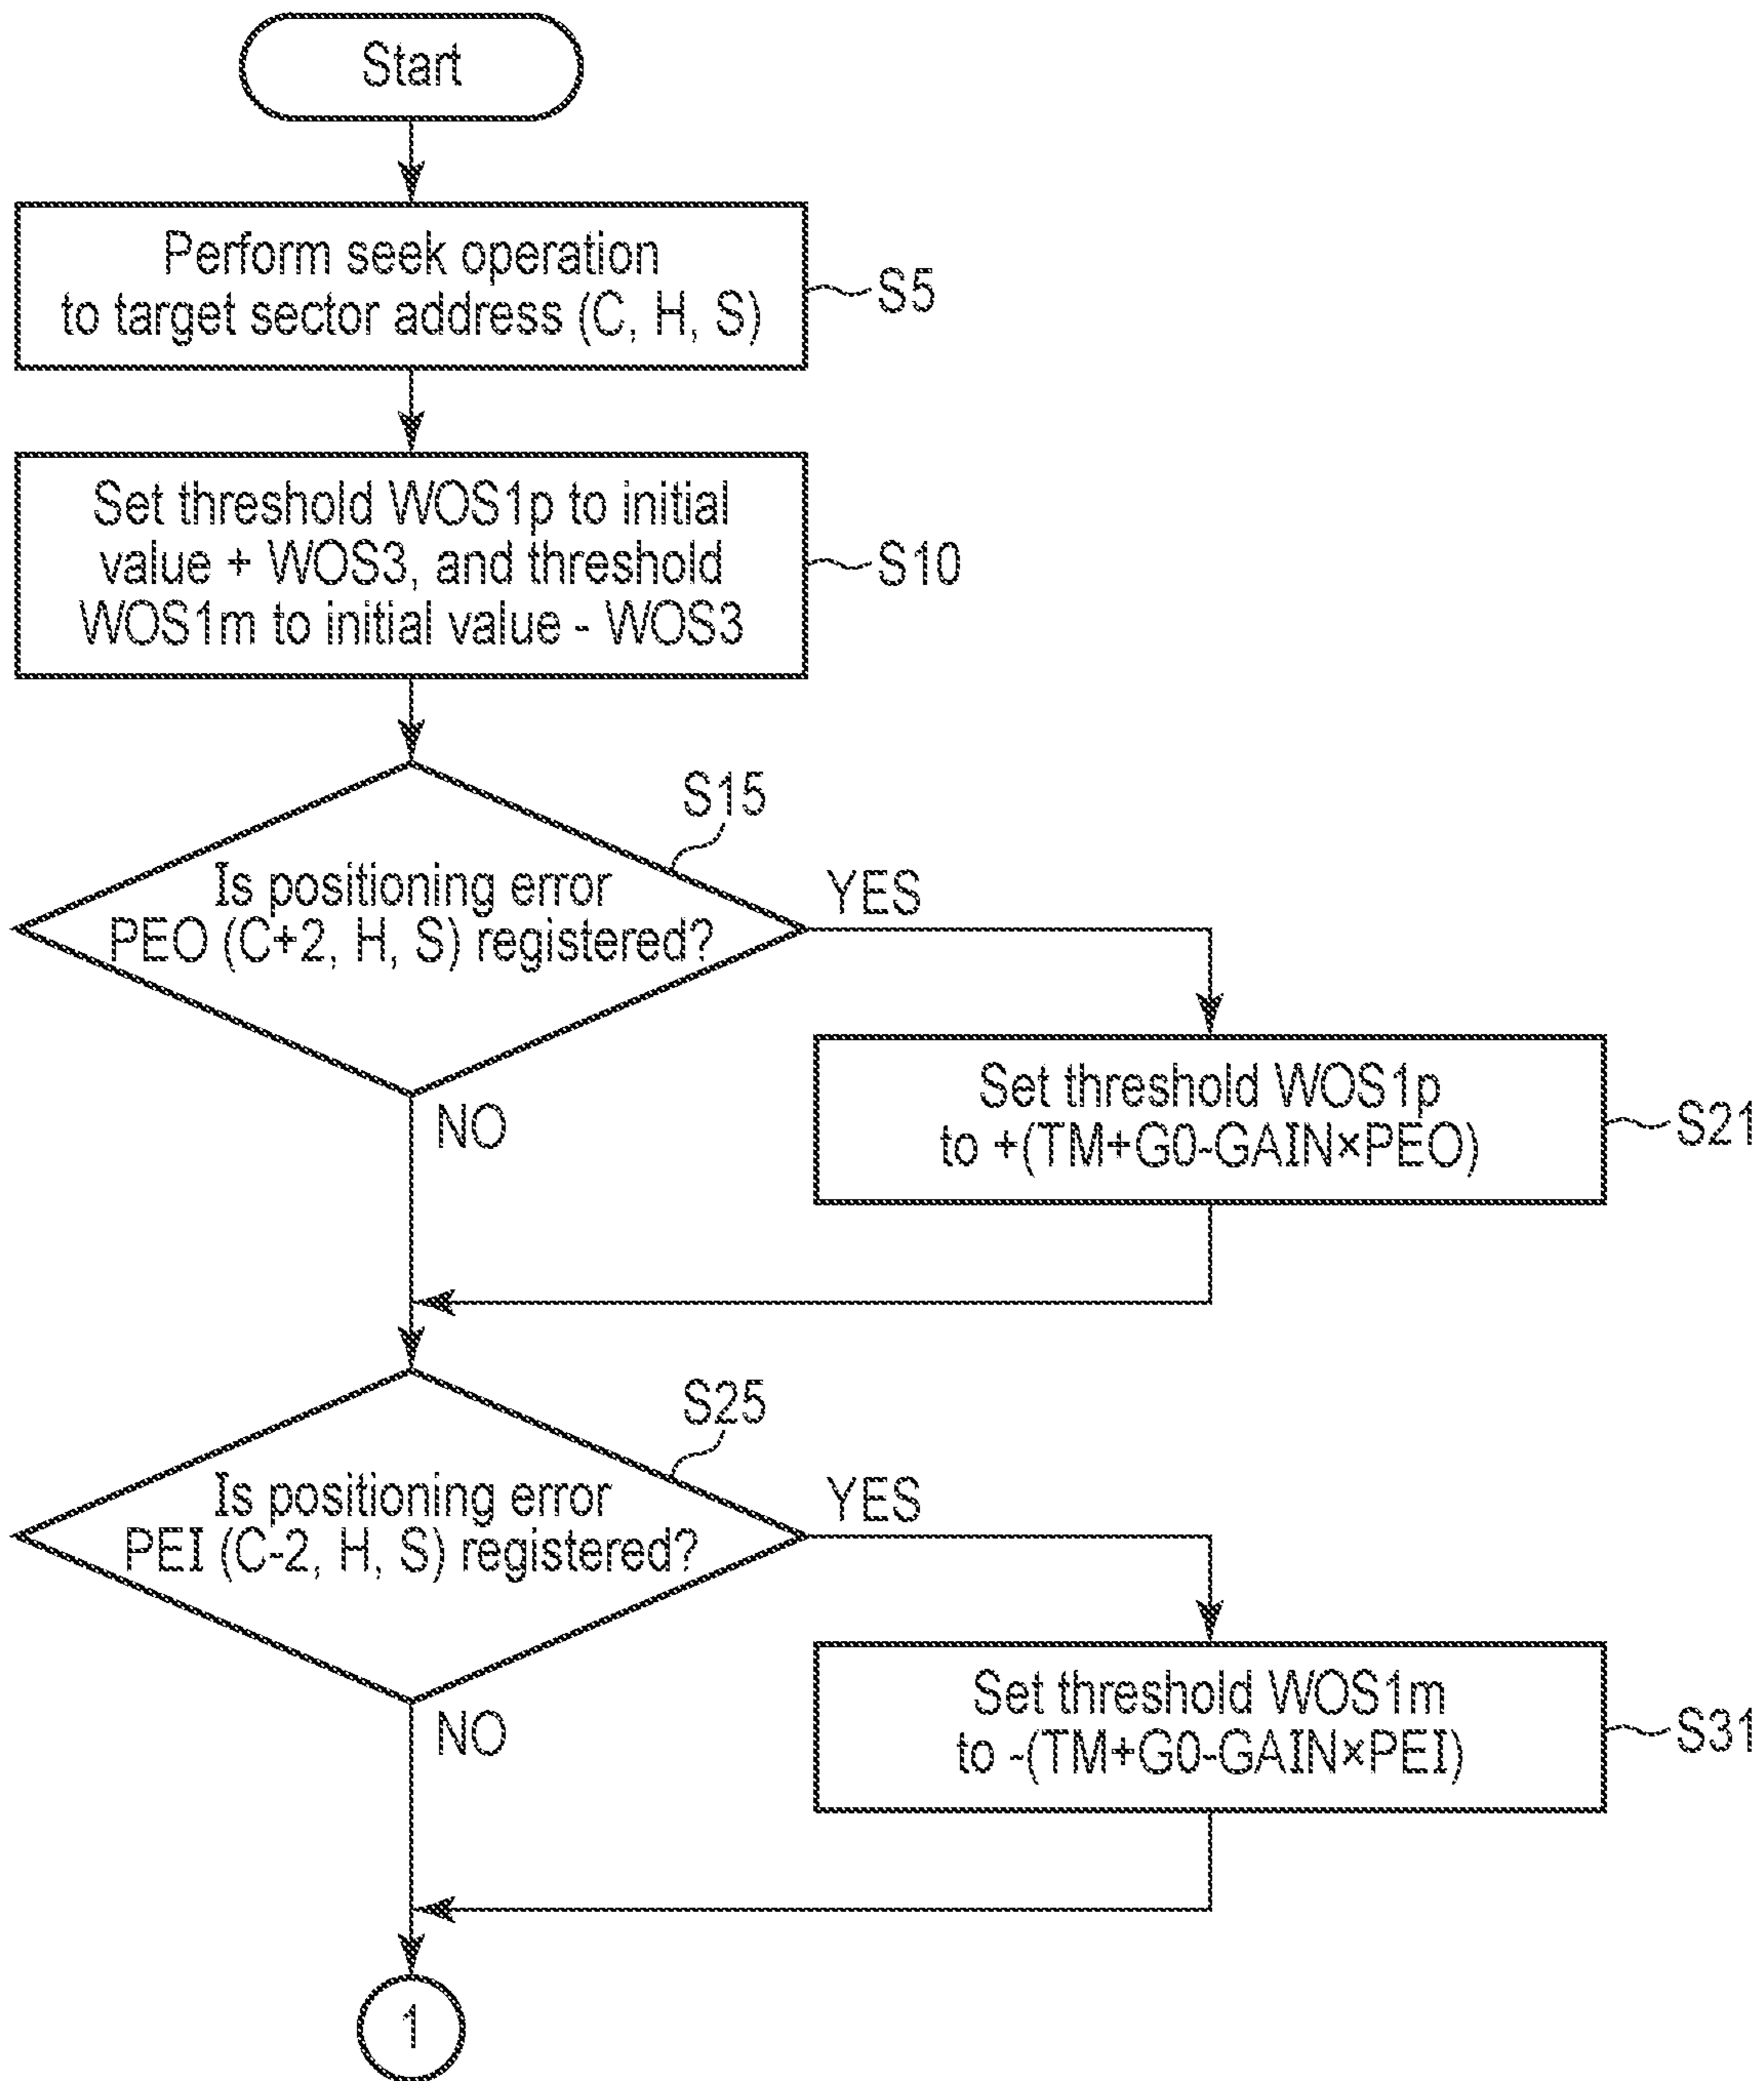 Start
Perform seek operation
to target sector address (C, H, S)
S5
Set threshold WOS1p to initial
value + WOS3, and threshold
WOS1m to initial value - WOS3
S10
S15
Is positioning error
PEO (C+2, H, S) registered?
YES
NO
Set threshold WOS1p
to +(TM+G0-GAIN×PEO)
S21
S25
Is positioning error
PEI (C-2, H, S) registered?
YES
NO
Set threshold WOS1m
to -(TM+G0-GAIN×PEI)
S31
1